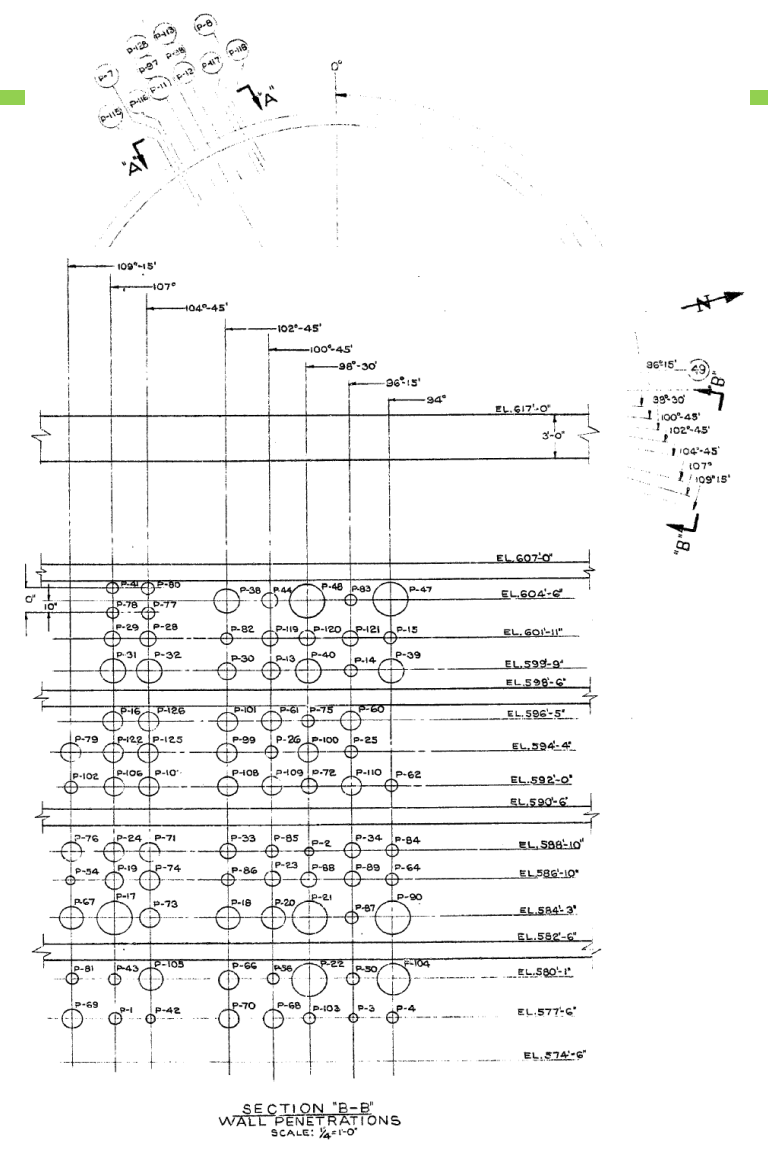 P-8
P-113
P-128
P-118
P-117
P-12
P-7
P-11
P-116
P-115
0°
"A"
"A"
109°-15'
107°
104°-45'
102°-45'
100°-45'
98°-30'
96°-15'
94°
N
96°15'
49
"B"
98°-30'
100°-45'
102°-45'
104°-45'
107°
109°15'
"B"
EL.617'-0"
3'-0"
EL.607'-0"
P-41 P-80 P-38 P-44 P-48 P-83 P-47
EL.604'-6"
10"
P-78 P-77
P-29 P-28 P-82 P-119 P-120 P-121 P-15
EL.601'-11"
P-31 P-32 P-30 P-13 P-40 P-14 P-39
EL.599'-9"
EL.598'-6"
P-16 P-126 P-101 P-61 P-75 P-60
EL.596'-5"
P-79 P-122 P-125 P-99 P-26 P-100 P-25
EL.594'-4"
P-102 P-106 P-10 P-108 P-109 P-72 P-110 P-62
EL.592'-0"
EL.590'-6"
P-76 P-24 P-71 P-33 P-85 P-2 P-34 P-84
EL.588'-10"
P-54 P-19 P-74 P-86 P-23 P-88 P-89 P-64
EL.586'-10"
P-67 P-17 P-73 P-18 P-20 P-21 P-87 P-90
EL.584'-3"
EL.582'-6"
P-81 P-43 P-105 P-66 P-58 P-22 P-50 P-104
EL.580'-1"
P-69 P-1 P-42 P-70 P-68 P-103 P-3 P-4
EL.577'-6"
EL.574'-6"
SECTION "B-B"
WALL PENETRATIONS
SCALE: ¼"=1'-0"